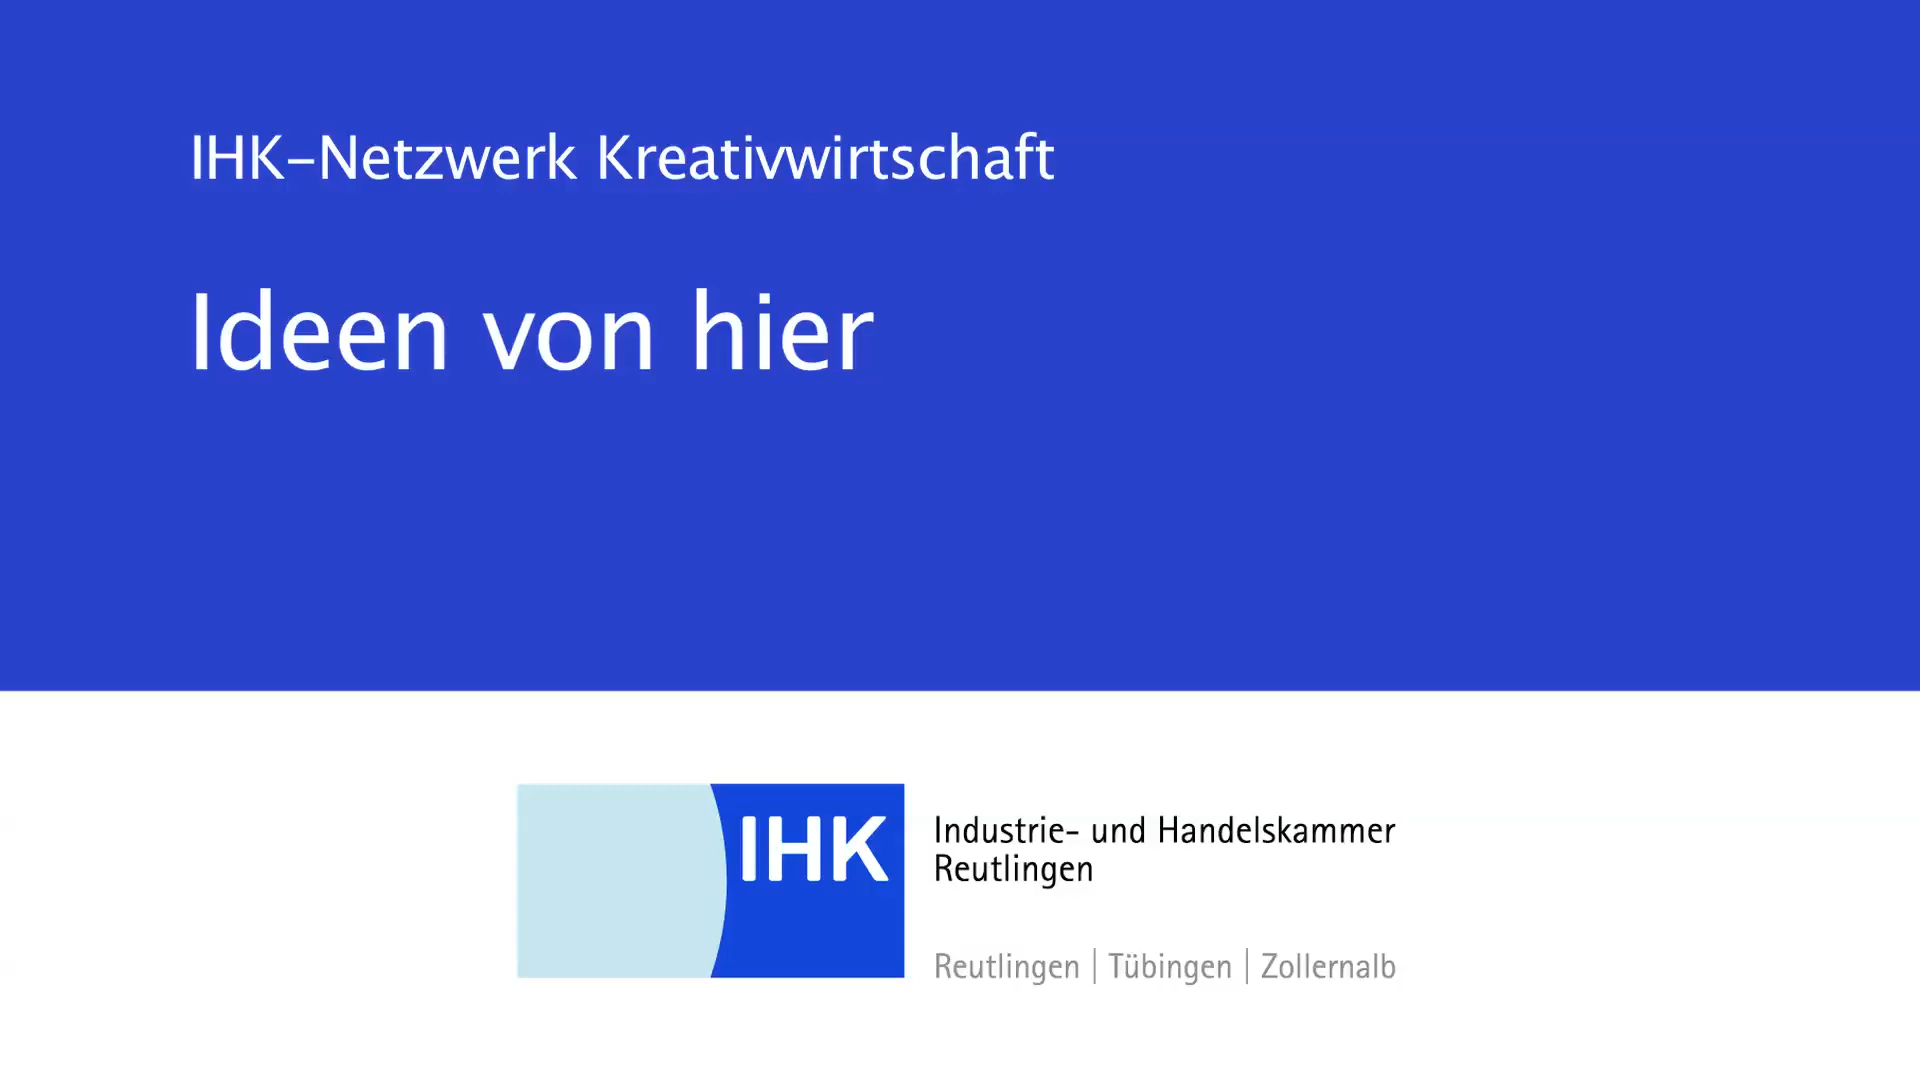 IHK-Netzwerk Kreativwirtschaft
Ideen von hier
IHK
Industrie- und Handelskammer
Reutlingen
Reutlingen | Tübingen | Zollernalb